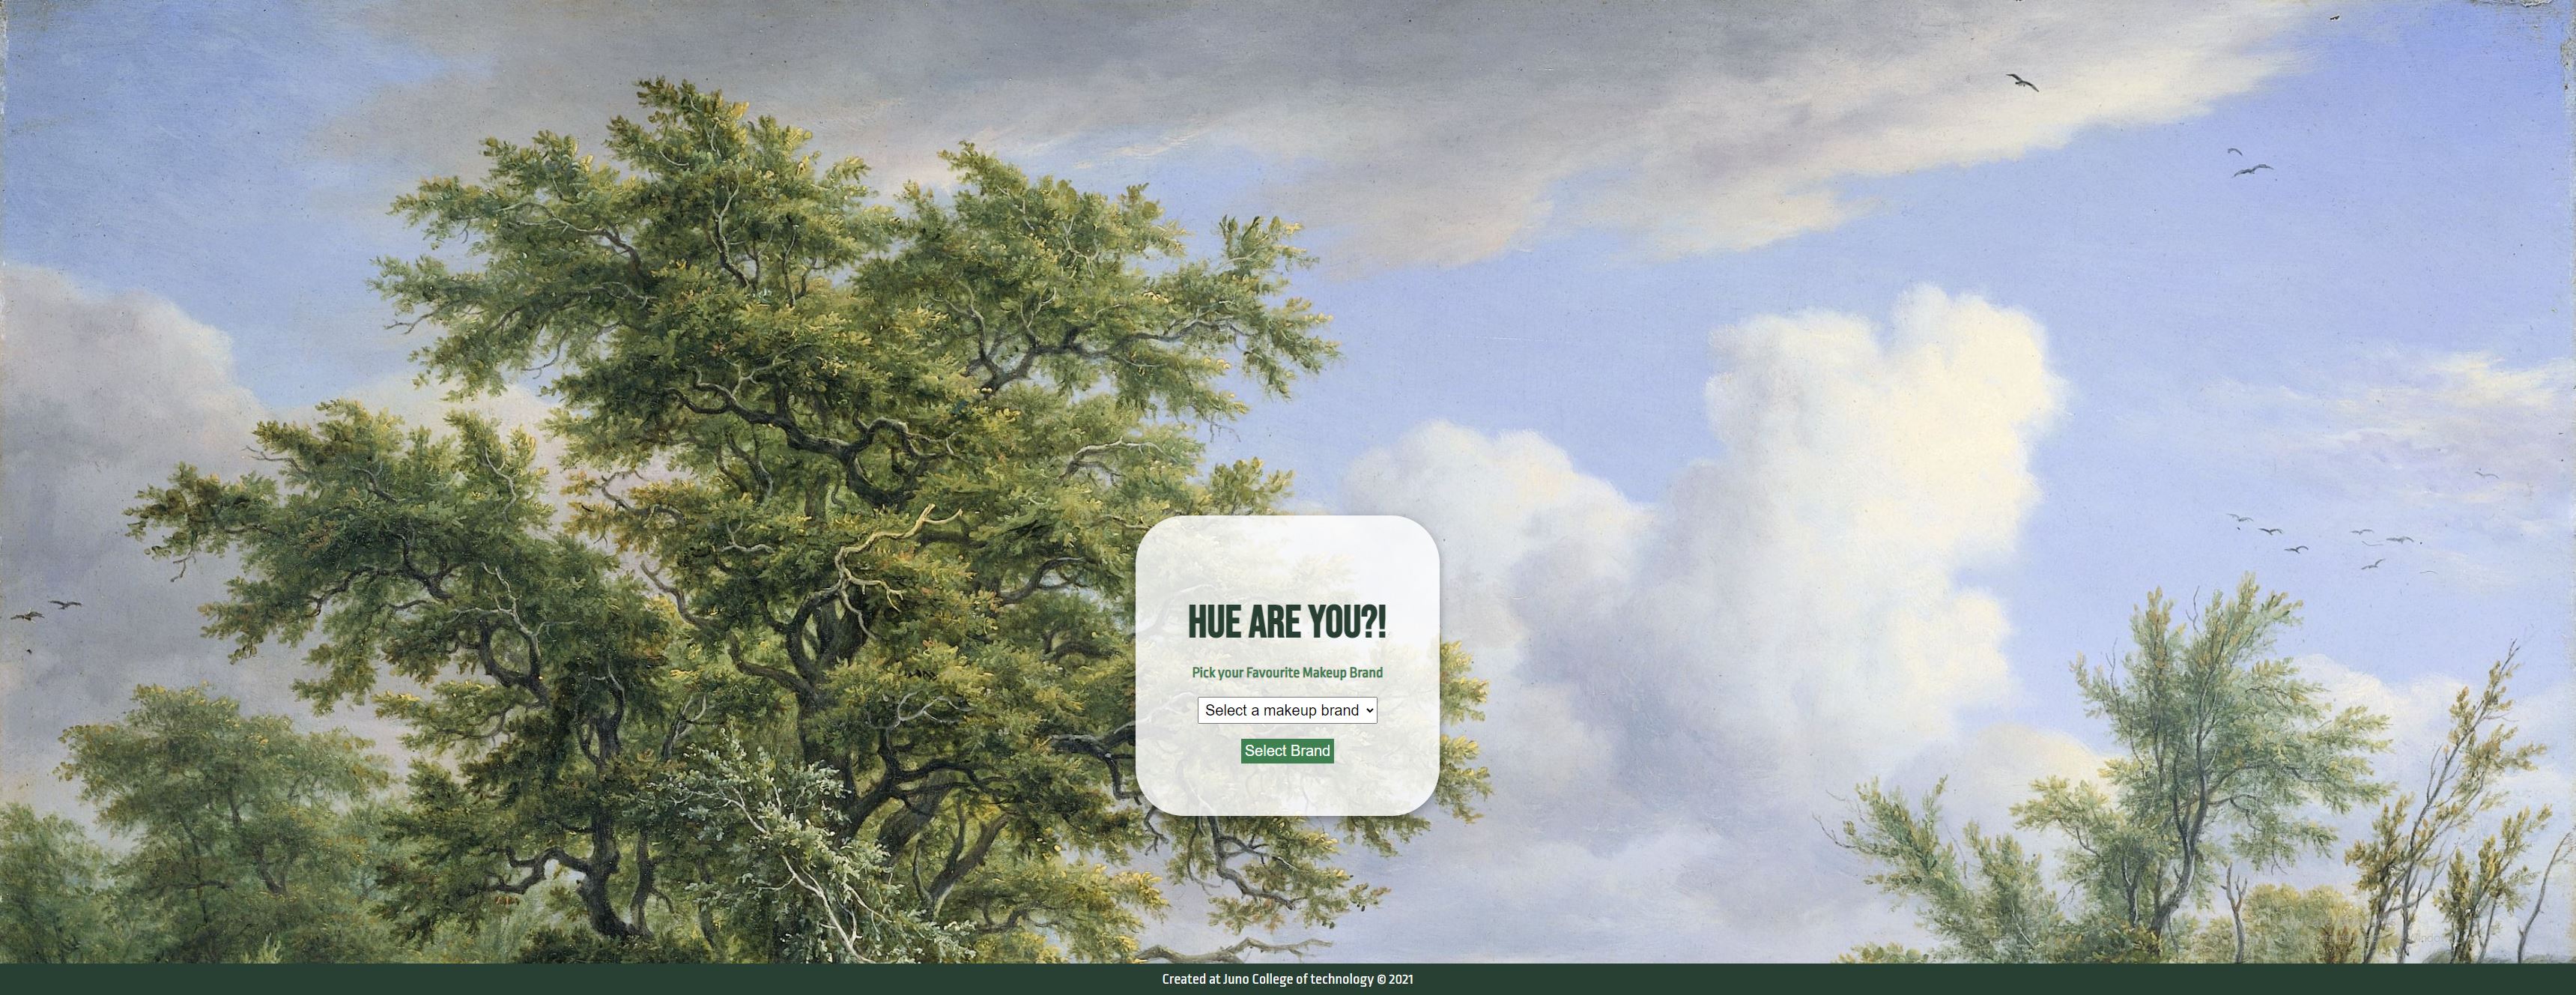 HUE ARE YOU?!
Pick your Favourite Makeup Brand
Select a makeup brand
Select Brand
Created at Juno College of technology © 2021